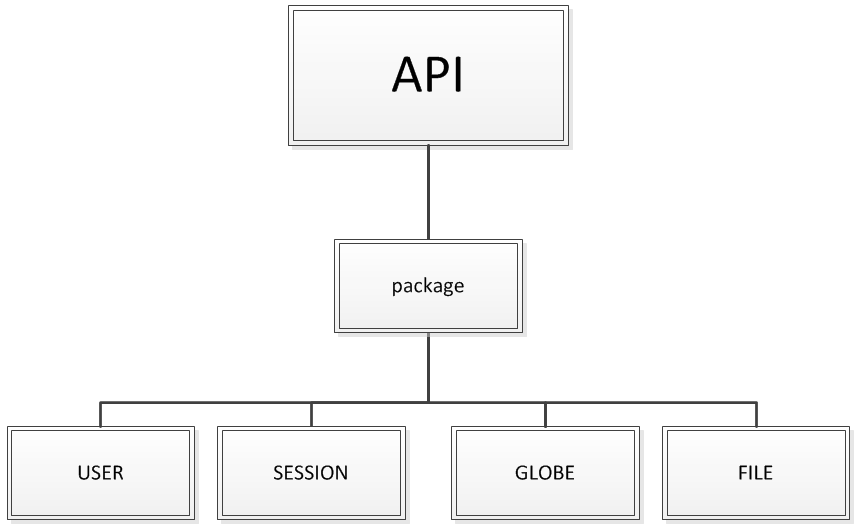 API
package
USER
SESSION
GLOBE
FILE